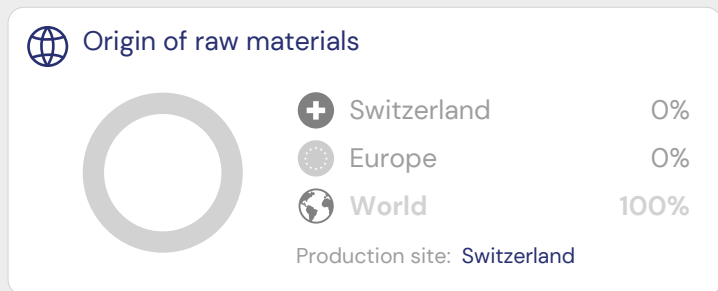 Origin of raw materials
Switzerland 0%
Europe 0%
World 100%
Production site: Switzerland